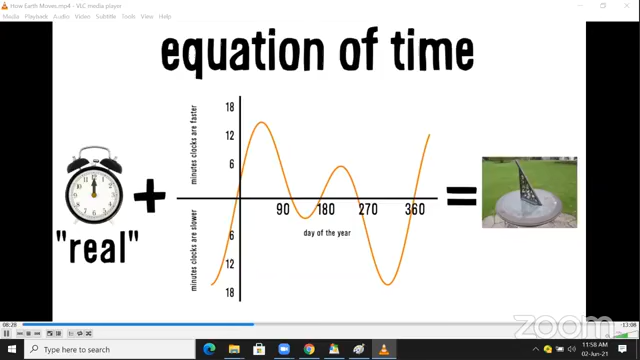 How Earth Moves.mp4 - VLC media player
Media Playback Audio Video Subtitle Tools View Help
equation of time
minutes clocks are faster
18
12
6
90 180 270 360
day of the year
minutes clocks are slower
6
12
18
12
"real"
+
=
08:28
13:08
zoom
Type here to search
11:58 AM
02-Jun-21